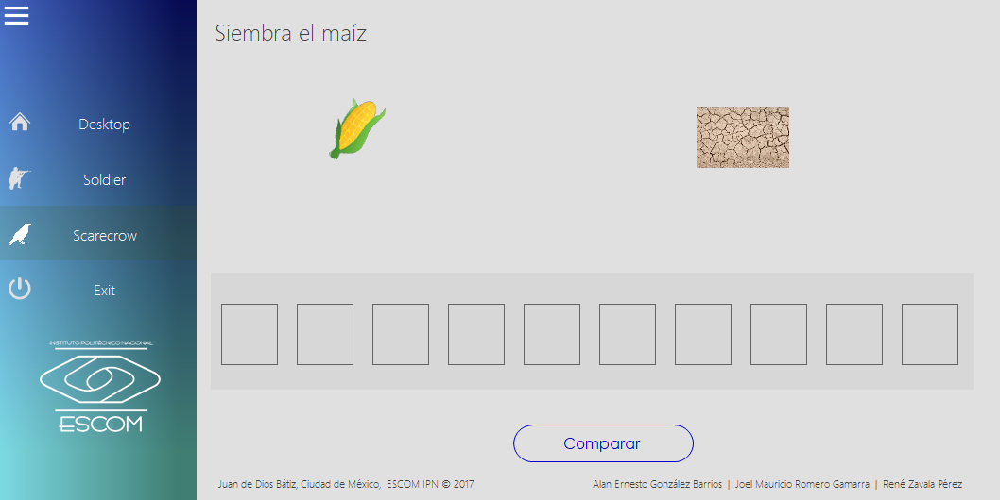 Siembra el maíz
Desktop
Soldier
Scarecrow
Exit
INSTITUTO POLITÉCNICO NACIONAL
ESCOM
Comparar
Juan de Dios Bátiz, Ciudad de México, ESCOM IPN © 2017
Alan Ernesto González Barrios | Joel Mauricio Romero Gamarra | René Zavala Pérez